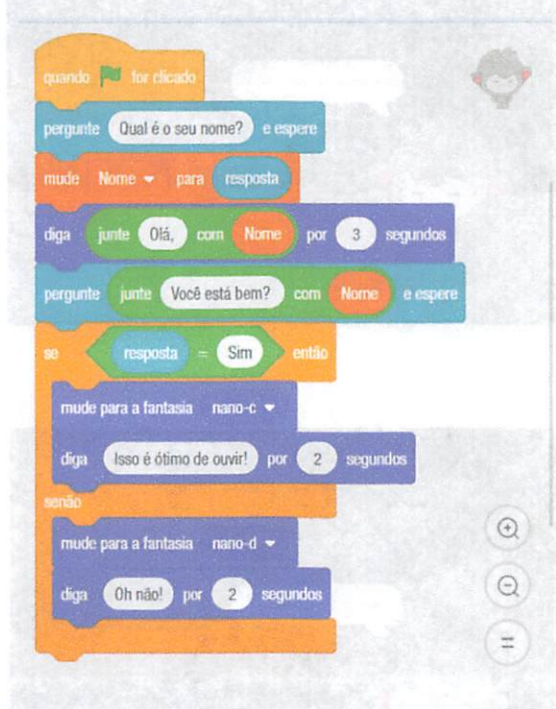 quando for clicado
pergunte Qual é o seu nome? e espere
mude Nome para resposta
diga junte Olá, com Nome por 3 segundos
pergunte junte Você está bem? com Nome e espere
se resposta = Sim então
mude para a fantasia nano-c
diga Isso é ótimo de ouvir! por 2 segundos
senão
mude para a fantasia nano-d
diga Oh não! por 2 segundos